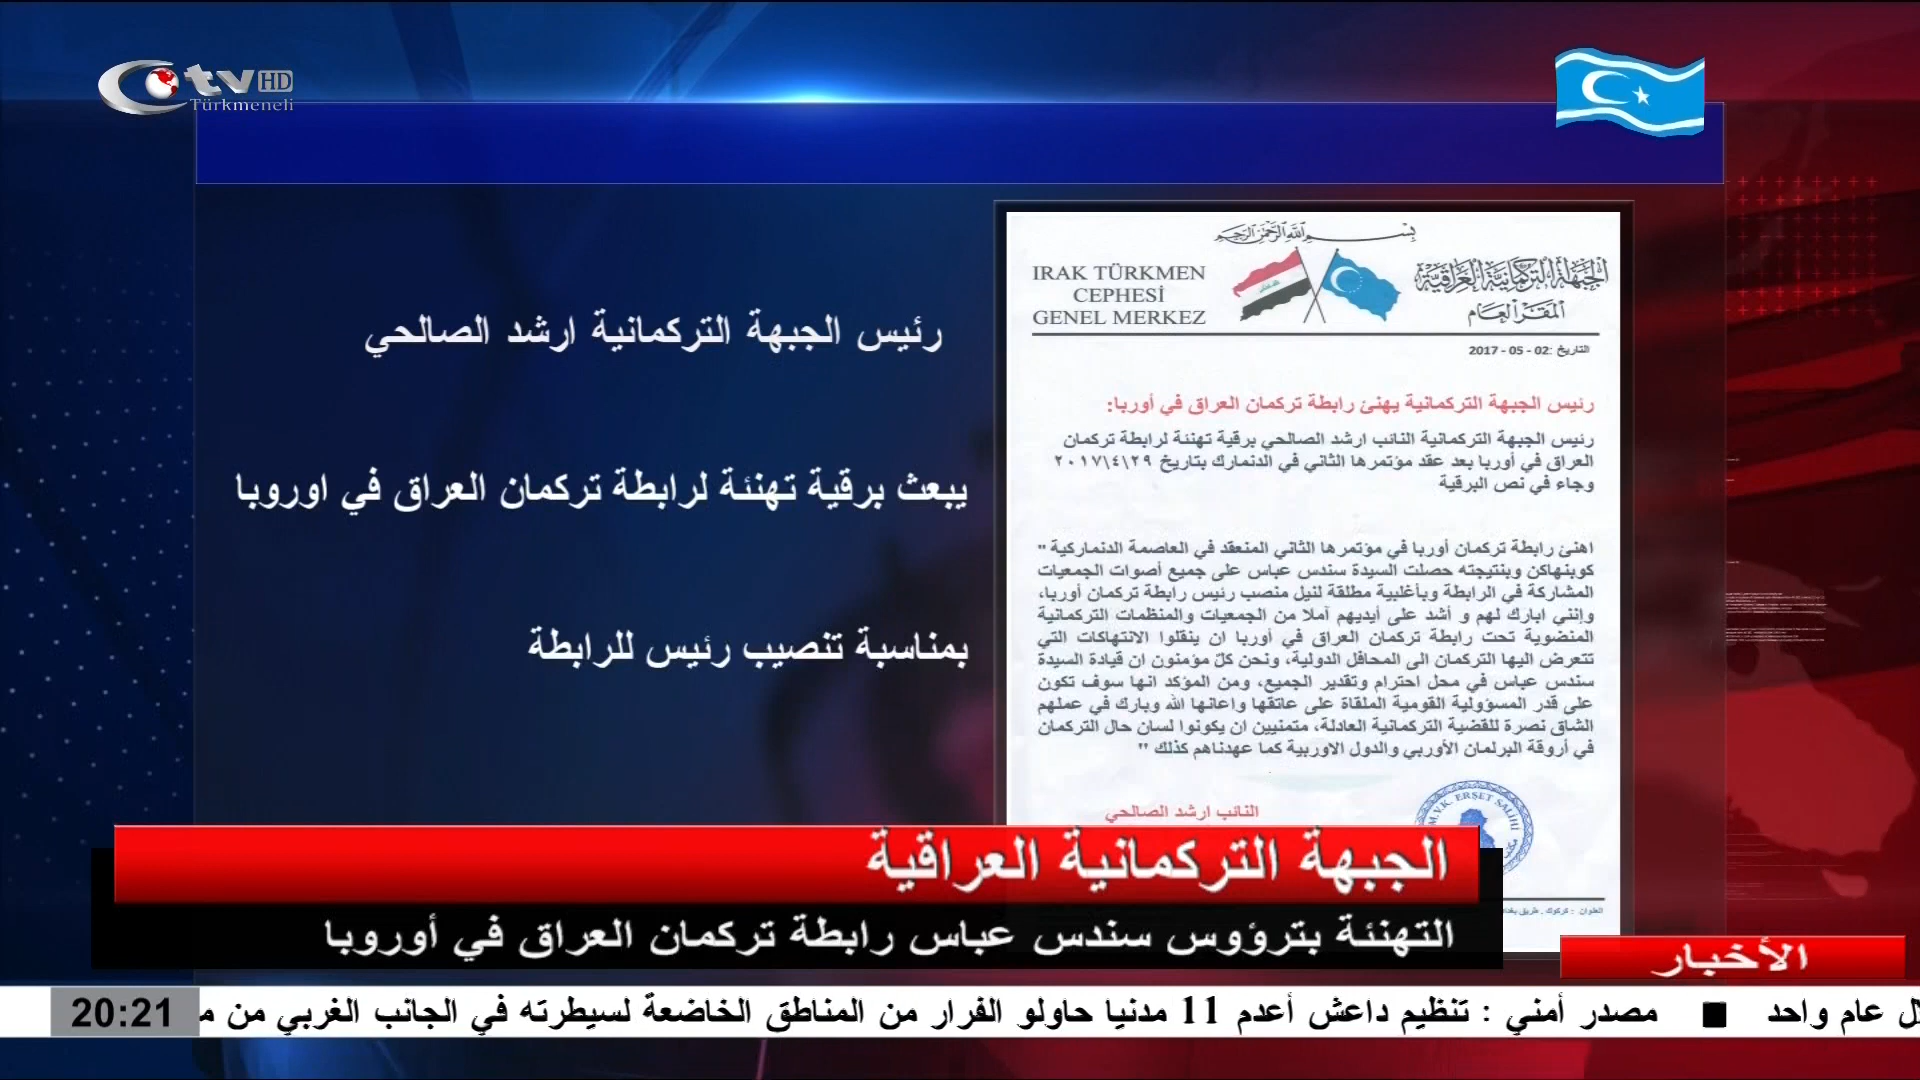 tv HD
Türkmeneli
رئيس الجبهة التركمانية ارشد الصالحي
يبعث برقية تهنئة لرابطة تركمان العراق في اوروبا
بمناسبة تنصيب رئيس للرابطة
بسم الله الرحمن الرحيم
IRAK TÜRKMEN
CEPHESİ
GENEL MERKEZ
الجبهة التركمانية العراقية
المقر العام
التاريخ :02 - 05 - 2017
رئيس الجبهة التركمانية يهنئ رابطة تركمان العراق في أوربا:
رئيس الجبهة التركمانية النائب ارشد الصالحي برقية تهنئة لرابطة تركمان
العراق في أوربا بعد عقد مؤتمرها الثاني في الدنمارك بتاريخ ٢٩\٤\٢٠١٧
وجاء في نص البرقية
اهنئ رابطة تركمان أوربا في مؤتمرها الثاني المنعقد في العاصمة الدنماركية "
كوبنهاكن وبنتيجته حصلت السيدة سندس عباس على جميع أصوات الجمعيات
المشاركة في الرابطة وبأغلبية مطلقة لنيل منصب رئيس رابطة تركمان أوربا،
وإنني ابارك لهم و أشد على أيديهم آملا من الجمعيات والمنظمات التركمانية
المنضوية تحت رابطة تركمان العراق في أوربا ان ينقلوا الانتهاكات التي
تتعرض اليها التركمان الى المحافل الدولية، ونحن كلٌ مؤمنون ان قيادة السيدة
سندس عباس في محل احترام وتقدير الجميع، ومن المؤكد انها سوف تكون
على قدر المسؤولية القومية الملقاة على عاتقها واعانها الله وبارك في عملهم
الشاق نصرة للقضية التركمانية العادلة، متمنيين ان يكونوا لسان حال التركمان
في أروقة البرلمان الأوربي والدول الاوربية كما عهدناهم كذلك "
النائب ارشد الصالحي
M.V.K. ERŞET SALİHİ
العنوان : كركوك , طريق بغداد
الجبهة التركمانية العراقية
التهنئة بترؤوس سندس عباس رابطة تركمان العراق في أوروبا
الأخبار
ل عام واحد ■ مصدر أمني : تنظيم داعش أعدم 11 مدنيا حاولو الفرار من المناطق الخاضعة لسيطرته في الجانب الغربي من م
20:21